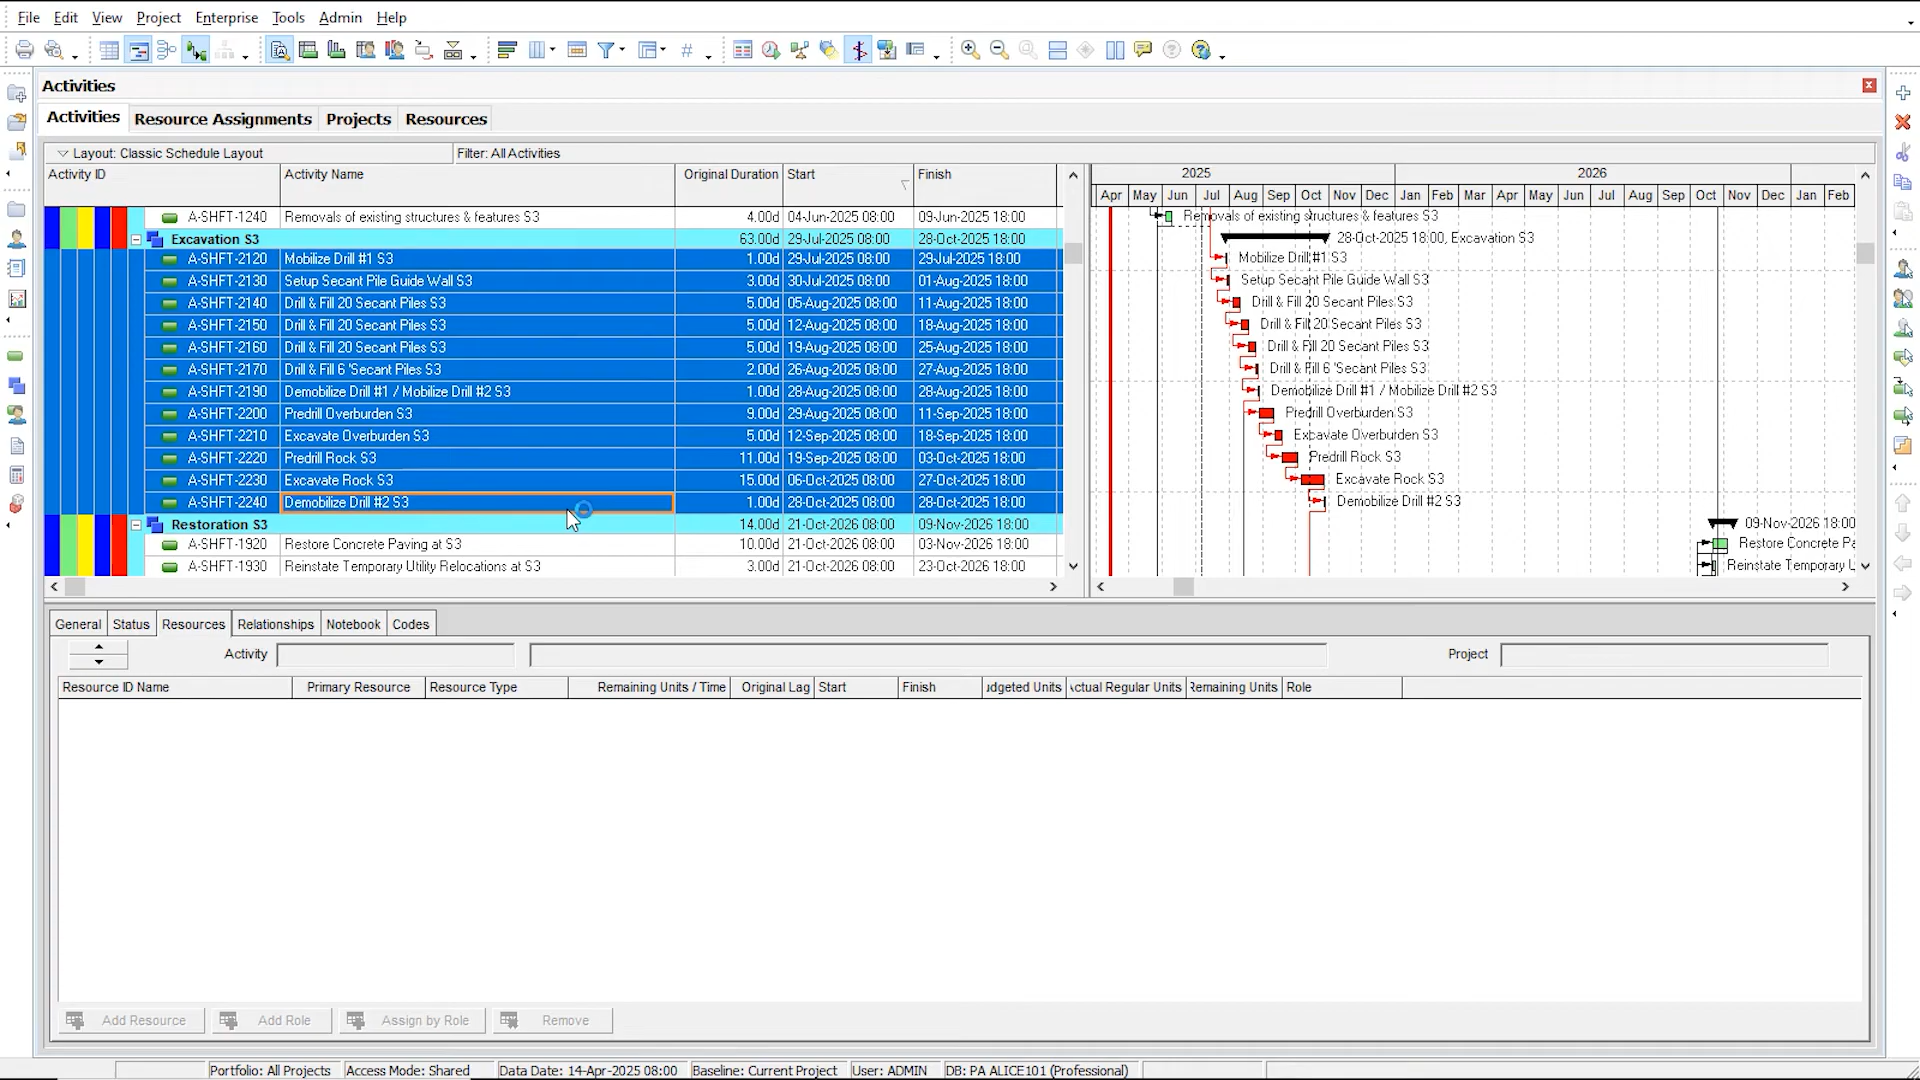 File Edit View Project Enterprise Tools Admin Help
Activities
Activities Resource Assignments Projects Resources
Layout: Classic Schedule Layout Filter: All Activities
Activity ID Activity Name Original Duration Start Finish
2025 2026
Apr May Jun Jul Aug Sep Oct Nov Dec Jan Feb Mar Apr May Jun Jul Aug Sep Oct Nov Dec Jan Feb
A-SHFT-1240 Removals of existing structures & features S3 4.00d 04-Jun-2025 08:00 09-Jun-2025 18:00 Removals of existing structures & features S3
Excavation S3 63.00d 29-Jul-2025 08:00 28-Oct-2025 18:00 28-Oct-2025 18:00, Excavation S3
A-SHFT-2120 Mobilize Drill #1 S3 1.00d 29-Jul-2025 08:00 29-Jul-2025 18:00 Mobilize Drill #1 S3
A-SHFT-2130 Setup Secant Pile Guide Wall S3 3.00d 30-Jul-2025 08:00 01-Aug-2025 18:00 Setup Secant Pile Guide Wall S3
A-SHFT-2140 Drill & Fill 20 Secant Piles S3 5.00d 05-Aug-2025 08:00 11-Aug-2025 18:00 Drill & Fill 20 Secant Piles S3
A-SHFT-2150 Drill & Fill 20 Secant Piles S3 5.00d 12-Aug-2025 08:00 18-Aug-2025 18:00 Drill & Fill 20 Secant Piles S3
A-SHFT-2160 Drill & Fill 20 Secant Piles S3 5.00d 19-Aug-2025 08:00 25-Aug-2025 18:00 Drill & Fill 20 Secant Piles S3
A-SHFT-2170 Drill & Fill 6 'Secant Piles S3 2.00d 26-Aug-2025 08:00 27-Aug-2025 18:00 Drill & Fill 6 'Secant Piles S3
A-SHFT-2190 Demobilize Drill #1 / Mobilize Drill #2 S3 1.00d 28-Aug-2025 08:00 28-Aug-2025 18:00 Demobilize Drill #1 / Mobilize Drill #2 S3
A-SHFT-2200 Predrill Overburden S3 9.00d 29-Aug-2025 08:00 11-Sep-2025 18:00 Predrill Overburden S3
A-SHFT-2210 Excavate Overburden S3 5.00d 12-Sep-2025 08:00 18-Sep-2025 18:00 Excavate Overburden S3
A-SHFT-2220 Predrill Rock S3 11.00d 19-Sep-2025 08:00 03-Oct-2025 18:00 Predrill Rock S3
A-SHFT-2230 Excavate Rock S3 15.00d 06-Oct-2025 08:00 27-Oct-2025 18:00 Excavate Rock S3
A-SHFT-2240 Demobilize Drill #2 S3 1.00d 28-Oct-2025 08:00 28-Oct-2025 18:00 Demobilize Drill #2 S3
Restoration S3 14.00d 21-Oct-2026 08:00 09-Nov-2026 18:00 09-Nov-2026 18:00
A-SHFT-1920 Restore Concrete Paving at S3 10.00d 21-Oct-2026 08:00 03-Nov-2026 18:00 Restore Concrete Pa
A-SHFT-1930 Reinstate Temporary Utility Relocations at S3 3.00d 21-Oct-2026 08:00 23-Oct-2026 18:00 Reinstate Temporary U
General Status Resources Relationships Notebook Codes
Activity Project
Resource ID Name Primary Resource Resource Type Remaining Units / Time Original Lag Start Finish udgeted Units Actual Regular Units Remaining Units Role
Add Resource Add Role Assign by Role Remove
Portfolio: All Projects Access Mode: Shared Data Date: 14-Apr-2025 08:00 Baseline: Current Project User: ADMIN DB: PA ALICE101 (Professional)